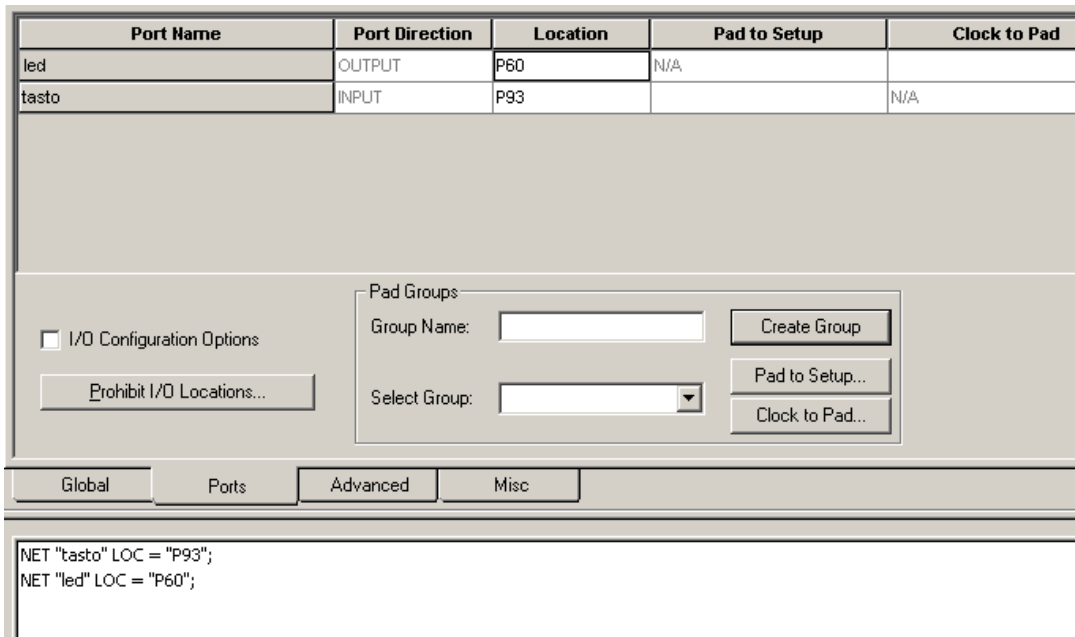 Port Name Port Direction Location Pad to Setup Clock to Pad
led OUTPUT P60 N/A
tasto INPUT P93 N/A
Pad Groups
I/O Configuration Options
Prohibit I/O Locations...
Group Name:
Create Group
Select Group:
Pad to Setup...
Clock to Pad...
Global Ports Advanced Misc
NET "tasto" LOC = "P93";
NET "led" LOC = "P60";